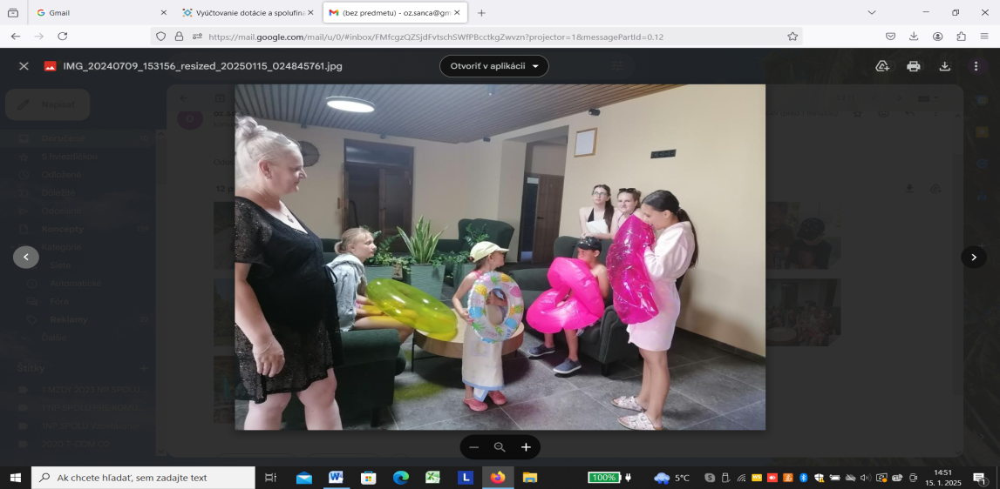 Gmail
Vyúčtovanie dotácie a spolufina
(bez predmetu) - oz.sanca@gm
https://mail.google.com/mail/u/0/#inbox/FMfcgzQZSjdFvtschSWfPBcctkgZwvzn?projector=1&messagePartId=0.12
IMG_20240709_153156_resized_20250115_024845761.jpg
Otvoriť v aplikácii
Napísať
Doručené
S hviezdičkou
Odložené
Dôležité
Odoslané
Koncepty
Kategórie
Siete
Automatické
Fóra
Reklamy
Ďalšie
Štítky
100%
5°C
14:51
Ak chcete hľadať, sem zadajte text
15. 1. 2025